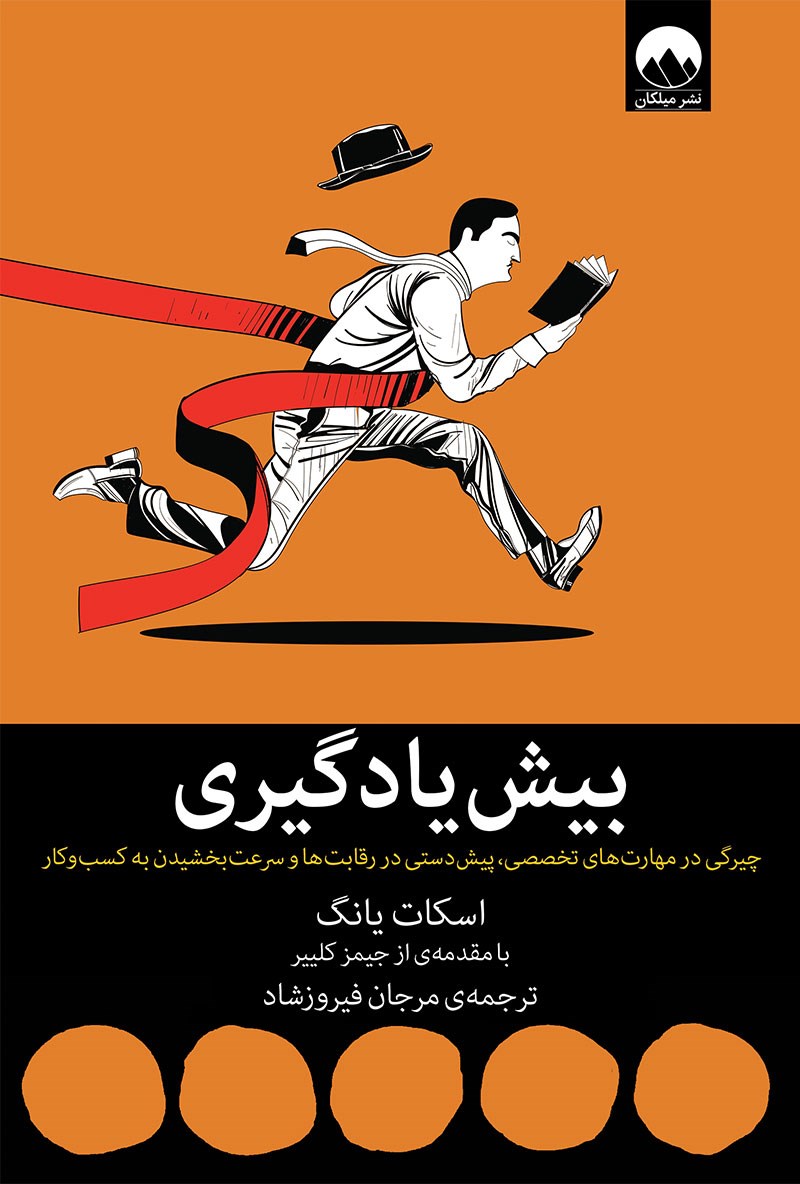 نشر میلکان
بیش‌یادگیری
چیرگی در مهارت‌های تخصصی، پیش‌دستی در رقابت‌ها و سرعت‌بخشیدن به کسب‌وکار
اسکات یانگ
با مقدمه‌ی از جیمز کلییر
ترجمه‌ی مرجان فیروزشاد